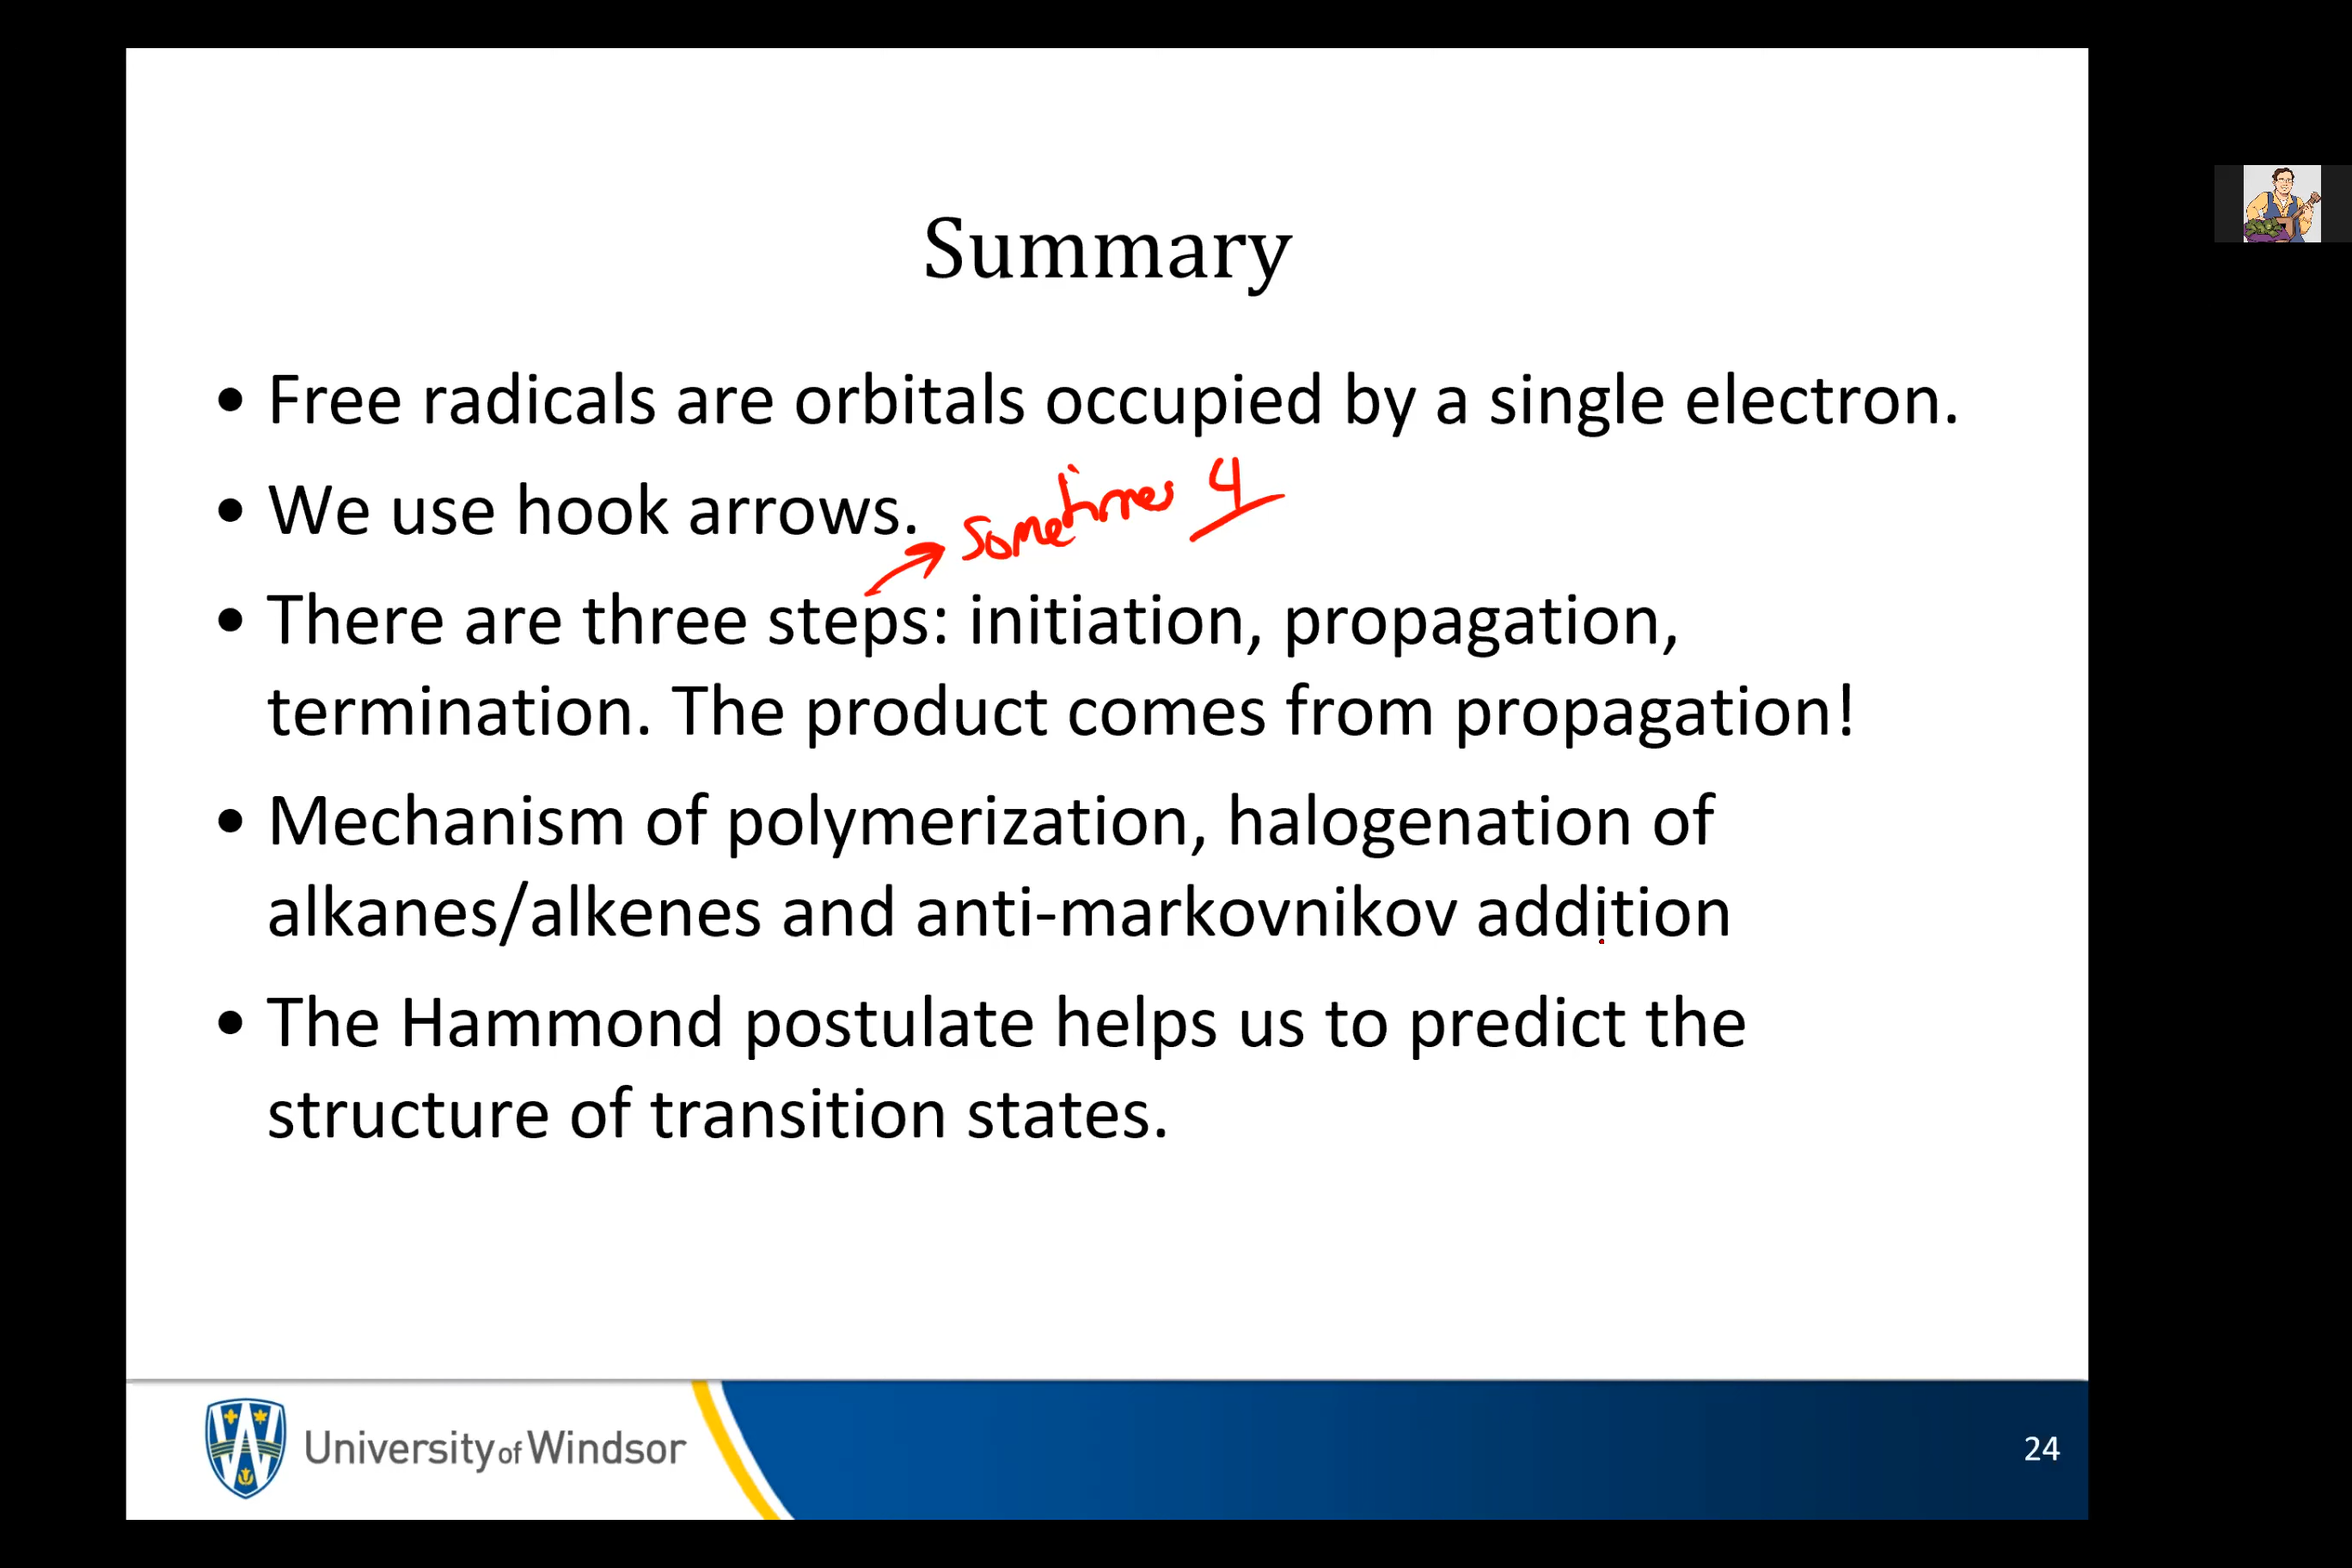 Summary
• Free radicals are orbitals occupied by a single electron.
• We use hook arrows.
sometimes 4
• There are three steps: initiation, propagation,
termination. The product comes from propagation!
• Mechanism of polymerization, halogenation of
alkanes/alkenes and anti-markovnikov addition
• The Hammond postulate helps us to predict the
structure of transition states.
University of Windsor
24